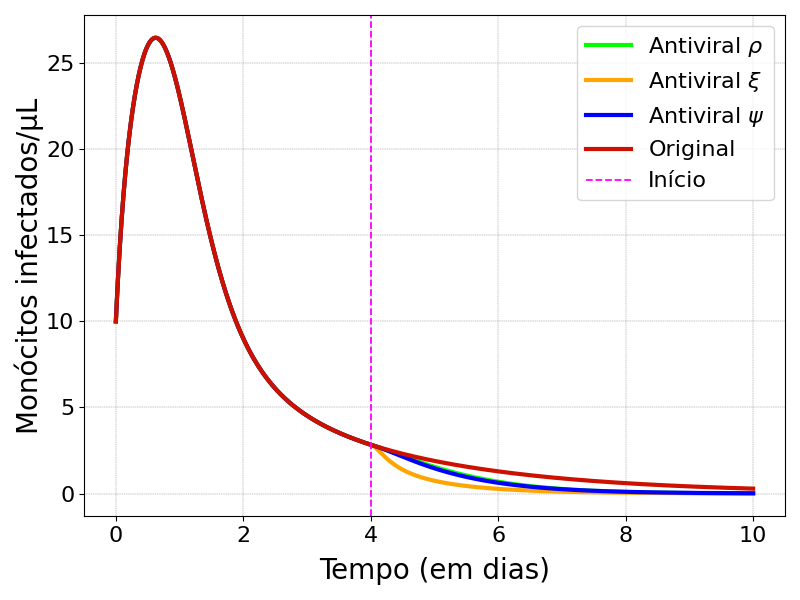 Monócitos infectados/μL
25
20
15
10
5
0
Antiviral ρ
Antiviral ξ
Antiviral ψ
Original
Início
0 2 4 6 8 10
Tempo (em dias)